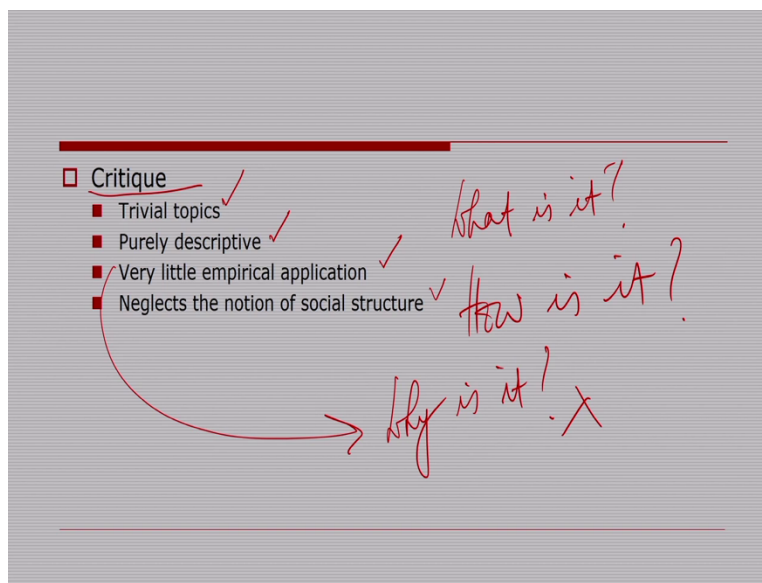 Critique
Trivial topics
Purely descriptive
Very little empirical application
Neglects the notion of social structure
What is it?
How is it?
Why is it?